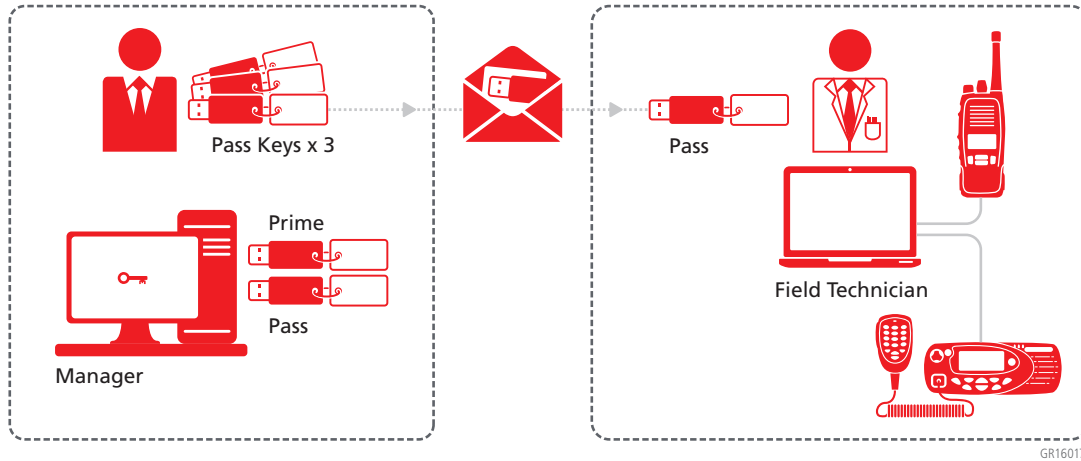 Pass Keys x 3
Prime
Pass
Manager
Pass
Field Technician